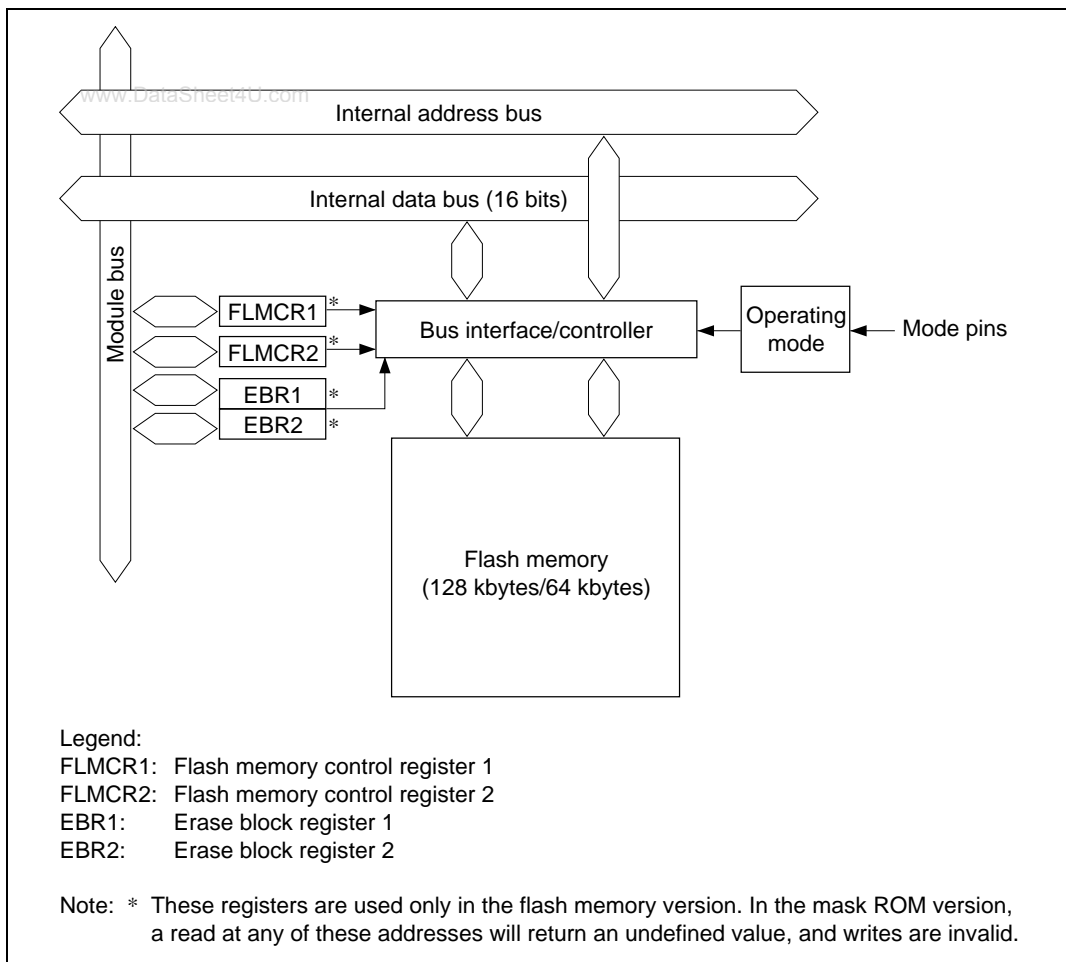 www.DataSheet4U.com
Internal address bus
Internal data bus (16 bits)
Module bus
FLMCR1 *
FLMCR2 *
EBR1 *
EBR2 *
Bus interface/controller
Operating
mode
Mode pins
Flash memory
(128 kbytes/64 kbytes)
Legend:
FLMCR1: Flash memory control register 1
FLMCR2: Flash memory control register 2
EBR1: Erase block register 1
EBR2: Erase block register 2
Note: * These registers are used only in the flash memory version. In the mask ROM version,
a read at any of these addresses will return an undefined value, and writes are invalid.